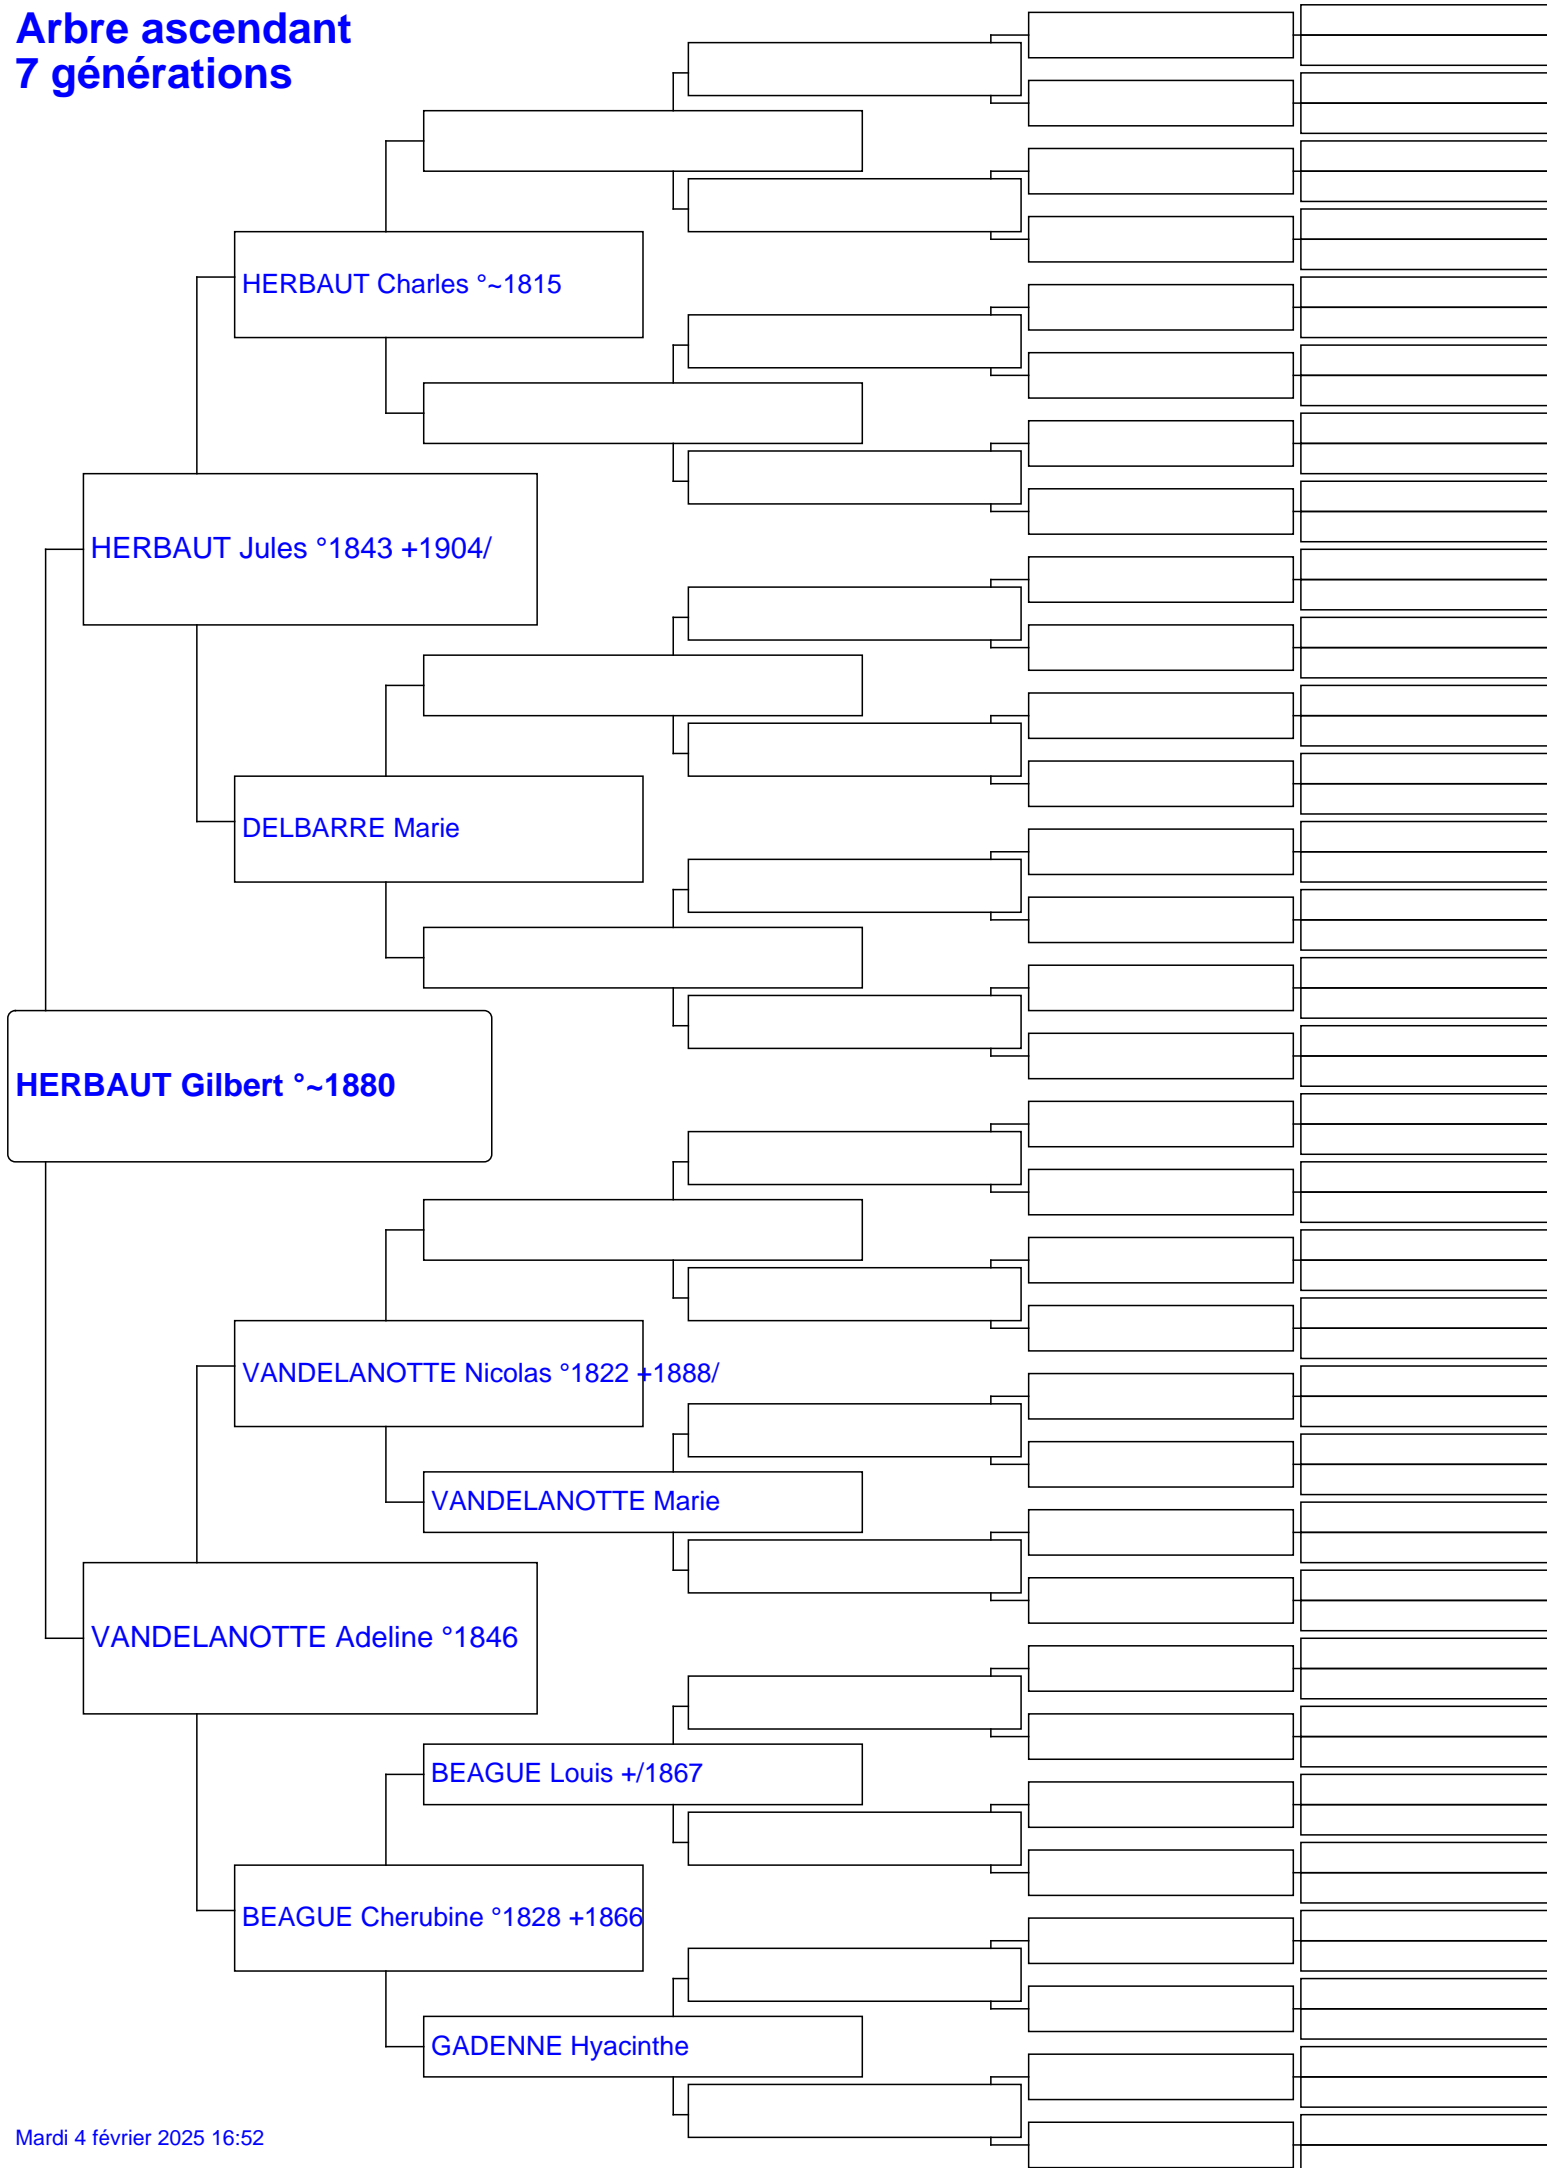 Arbre ascendant
7 générations
HERBAUT Charles °~1815
HERBAUT Jules °1843 +1904/
DELBARRE Marie
HERBAUT Gilbert °~1880
VANDELANOTTE Nicolas °1822 +1888/
VANDELANOTTE Marie
VANDELANOTTE Adeline °1846
BEAGUE Louis +/1867
BEAGUE Cherubine °1828 +1866
GADENNE Hyacinthe
Mardi 4 février 2025 16:52